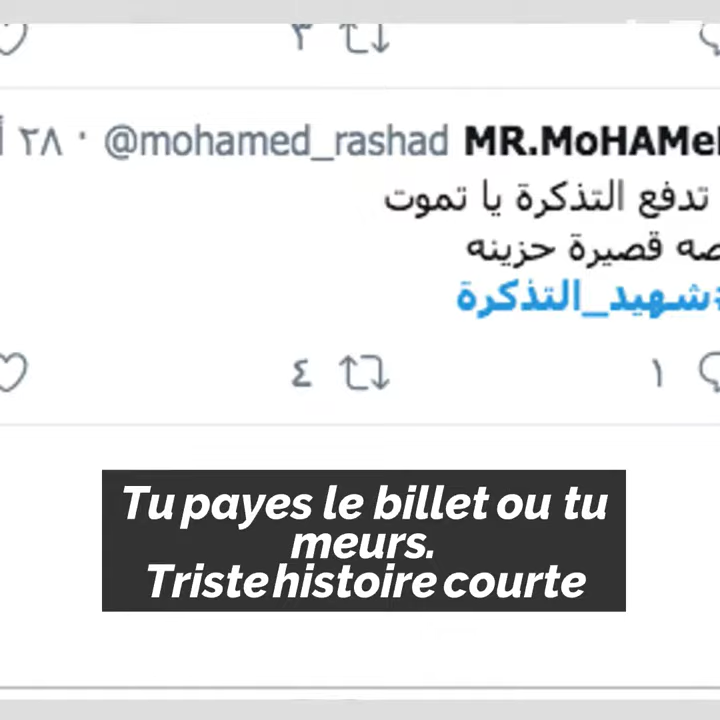 ٣
MR.MoHAMe @mohamed_rashad · ٢٨
تدفع التذكرة يا تموت
قصيرة حزينه
#شهيد_التذكرة
١ ٤
Tu payes le billet ou tu
meurs.
Triste histoire courte